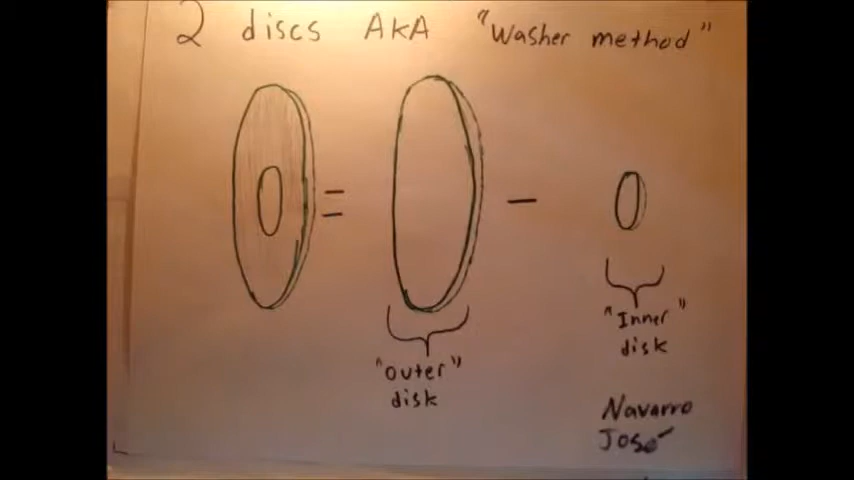 2 discs AKA "Washer method"
= -
"outer"
disk
"Inner"
disk
Navarro
José